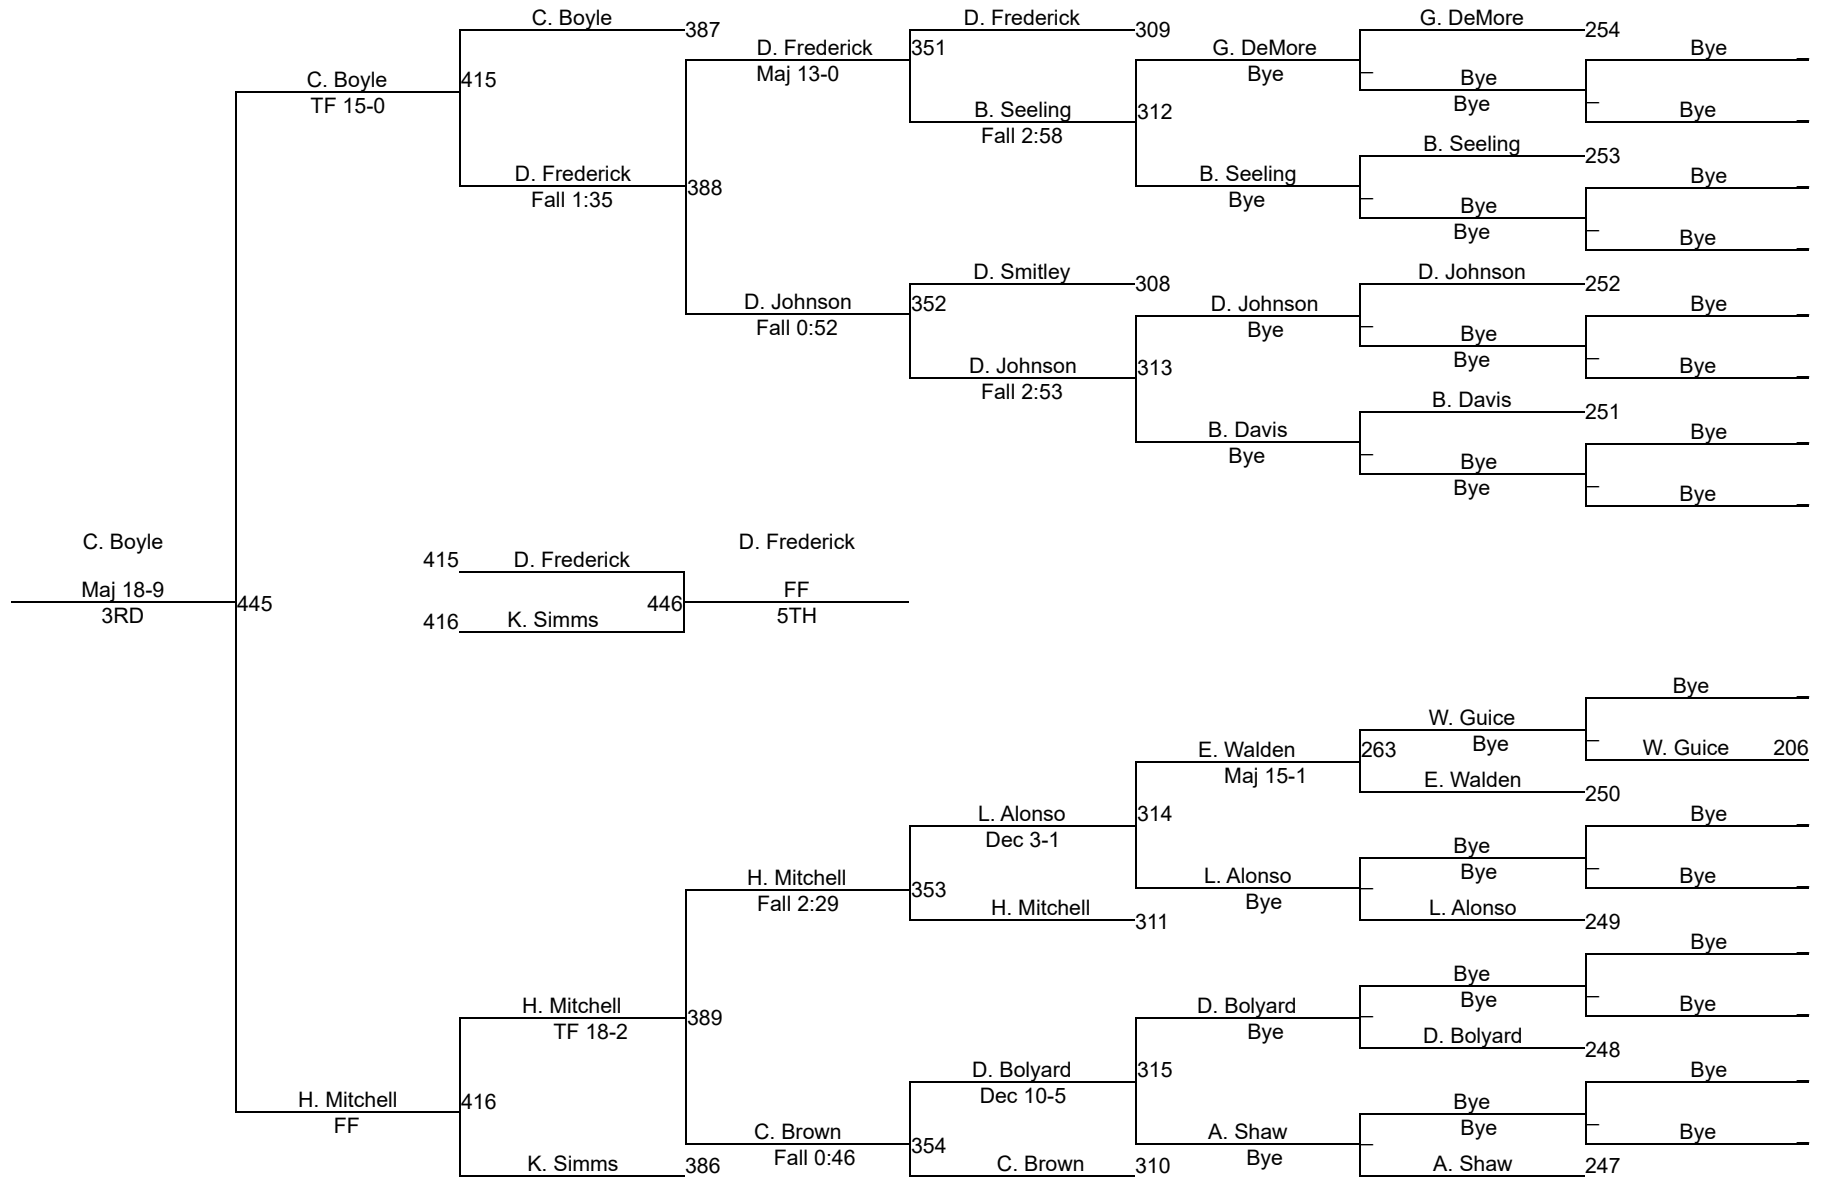 C. Boyle
387
D. Frederick
309
G. DeMore
254
D. Frederick
351
G. DeMore
Bye
Maj 13-0
Bye
Bye
C. Boyle
415
Bye
TF 15-0
B. Seeling
312
Bye
Fall 2:58
B. Seeling
253
D. Frederick
388
B. Seeling
Bye
Fall 1:35
Bye
Bye
Bye
Bye
D. Smitley
308
D. Johnson
252
D. Johnson
352
D. Johnson
Bye
Fall 0:52
Bye
Bye
D. Johnson
313
Bye
Bye
Fall 2:53
B. Davis
251
B. Davis
Bye
Bye
Bye
Bye
Bye
C. Boyle
D. Frederick
415
D. Frederick
Maj 18-9
445
446
FF
3RD
416
K. Simms
5TH
Bye
W. Guice
E. Walden
263
Bye
W. Guice
206
Maj 15-1
E. Walden
250
L. Alonso
314
Bye
Dec 3-1
Bye
H. Mitchell
353
L. Alonso
Bye
Bye
Fall 2:29
Bye
H. Mitchell
311
L. Alonso
249
Bye
Bye
H. Mitchell
389
D. Bolyard
Bye
Bye
TF 18-2
Bye
D. Bolyard
248
D. Bolyard
315
Bye
Dec 10-5
H. Mitchell
416
Bye
FF
C. Brown
354
A. Shaw
Bye
Bye
Fall 0:46
Bye
K. Simms
386
C. Brown
310
A. Shaw
247